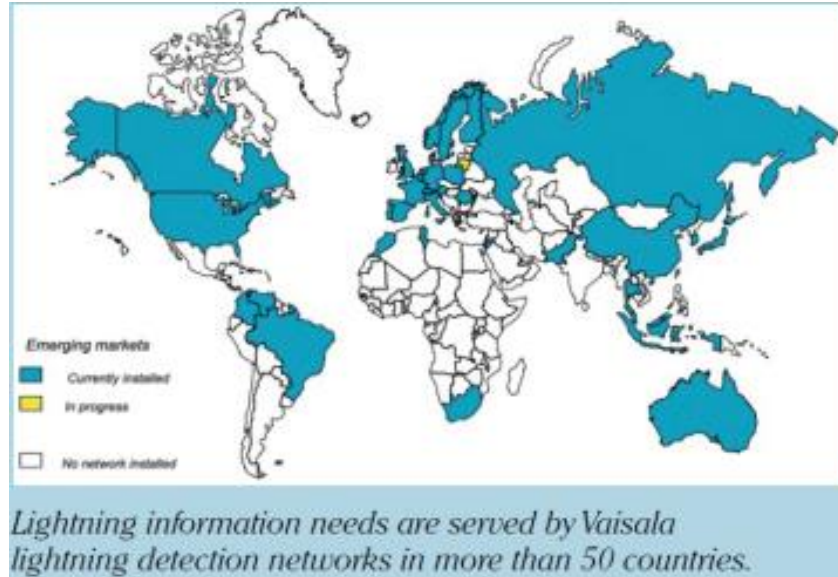 Emerging markets
Currently installed
In progress
No network installed
Lightning information needs are served by Vaisala
lightning detection networks in more than 50 countries.